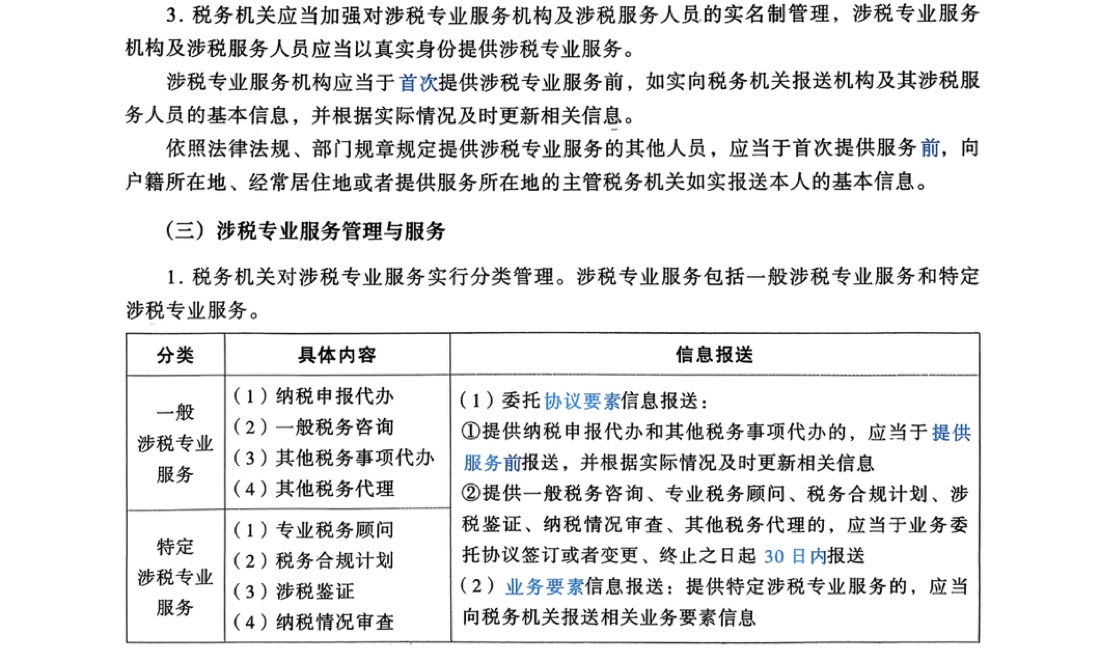 3. 税务机关应当加强对涉税专业服务机构及涉税服务人员的实名制管理，涉税专业服务
机构及涉税服务人员应当以真实身份提供涉税专业服务。
涉税专业服务机构应当于首次提供涉税专业服务前，如实向税务机关报送机构及其涉税服
务人员的基本信息，并根据实际情况及时更新相关信息。
依照法律法规、部门规章规定提供涉税专业服务的其他人员，应当于首次提供服务前，向
户籍所在地、经常居住地或者提供服务所在地的主管税务机关如实报送本人的基本信息。
（三）涉税专业服务管理与服务
1. 税务机关对涉税专业服务实行分类管理。涉税专业服务包括一般涉税专业服务和特定
涉税专业服务。
分类
具体内容
信息报送
一般
涉税专业
服务
（1）纳税申报代办
（2）一般税务咨询
（3）其他税务事项代办
（4）其他税务代理
特定
涉税专业
服务
（1）专业税务顾问
（2）税务合规计划
（3）涉税鉴证
（4）纳税情况审查
（1）委托协议要素信息报送：
①提供纳税申报代办和其他税务事项代办的，应当于提供
服务前报送，并根据实际情况及时更新相关信息
②提供一般税务咨询、专业税务顾问、税务合规计划、涉
税鉴证、纳税情况审查、其他税务代理的，应当于业务委
托协议签订或者变更、终止之日起 30 日内报送
（2）业务要素信息报送：提供特定涉税专业服务的，应当
向税务机关报送相关业务要素信息